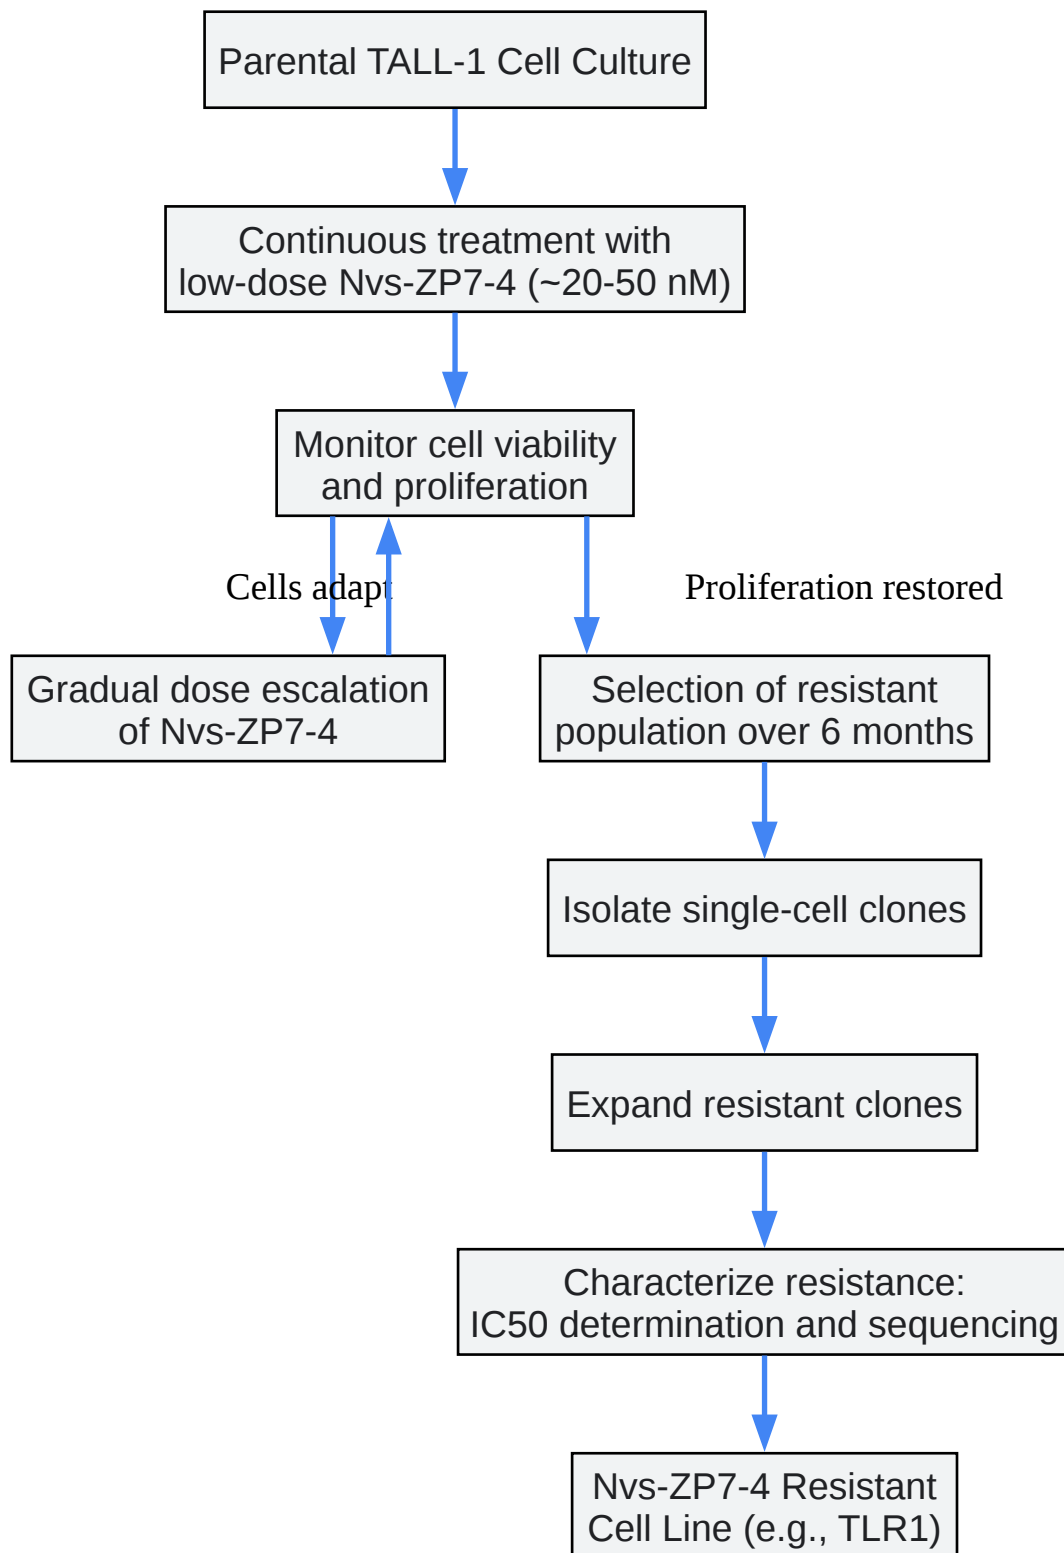 Parental TALL-1 Cell Culture
Continuous treatment with
low-dose Nvs-ZP7-4 (~20-50 nM)
Monitor cell viability
and proliferation
Cells adapt
Proliferation restored
Gradual dose escalation
of Nvs-ZP7-4
Selection of resistant
population over 6 months
Isolate single-cell clones
Expand resistant clones
Characterize resistance:
IC50 determination and sequencing
Nvs-ZP7-4 Resistant
Cell Line (e.g., TLR1)